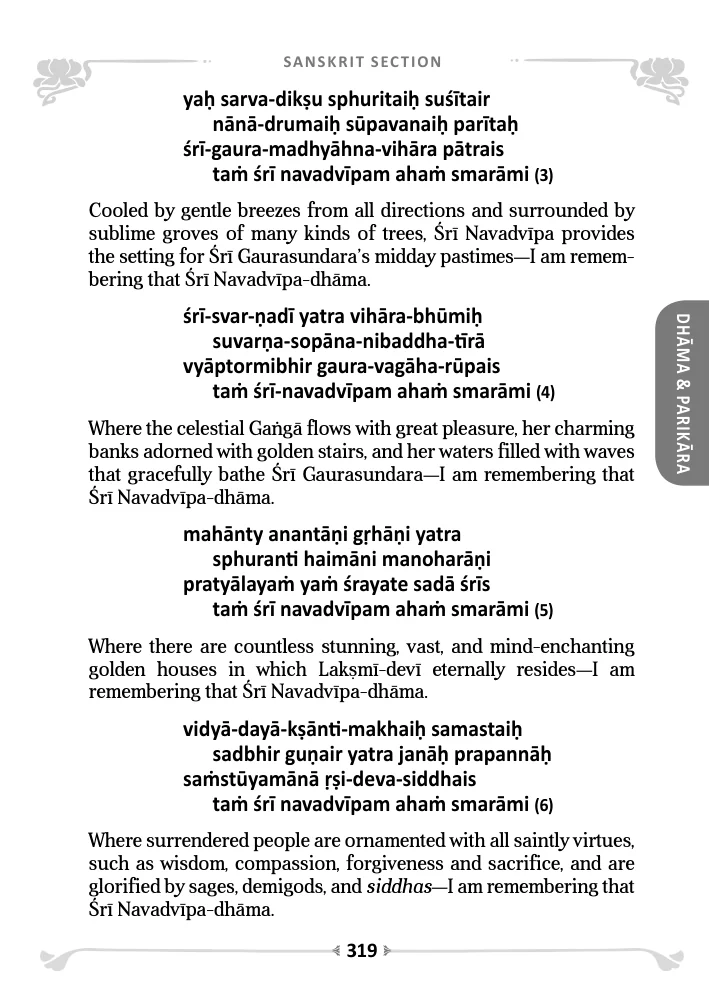 SANSKRIT SECTION
yaḥ sarva-dikṣu sphuritaiḥ suśītair
nānā-drumaiḥ sūpavanaiḥ parītaḥ
śrī-gaura-madhyāhna-vihāra pātrais
taṁ śrī navadvīpam ahaṁ smarāmi (3)
Cooled by gentle breezes from all directions and surrounded by
sublime groves of many kinds of trees, Śrī Navadvīpa provides
the setting for Śrī Gaurasundara’s midday pastimes—I am remem-
bering that Śrī Navadvīpa-dhāma.
śrī-svar-ṇadī yatra vihāra-bhūmiḥ
suvarṇa-sopāna-nibaddha-tīrā
vyāptormibhir gaura-vagāha-rūpais
taṁ śrī-navadvīpam ahaṁ smarāmi (4)
Where the celestial Gaṅgā flows with great pleasure, her charming
banks adorned with golden stairs, and her waters filled with waves
that gracefully bathe Śrī Gaurasundara—I am remembering that
Śrī Navadvīpa-dhāma.
mahānty anantāṇi gṛhāṇi yatra
sphuranti haimāni manoharāṇi
pratyālayaṁ yaṁ śrayate sadā śrīs
taṁ śrī navadvīpam ahaṁ smarāmi (5)
Where there are countless stunning, vast, and mind-enchanting
golden houses in which Lakṣmī-devī eternally resides—I am
remembering that Śrī Navadvīpa-dhāma.
vidyā-dayā-kṣānti-makhaiḥ samastaiḥ
sadbhir guṇair yatra janāḥ prapannāḥ
saṁstūyamānā ṛṣi-deva-siddhais
taṁ śrī navadvīpam ahaṁ smarāmi (6)
Where surrendered people are ornamented with all saintly virtues,
such as wisdom, compassion, forgiveness and sacrifice, and are
glorified by sages, demigods, and siddhas—I am remembering that
Śrī Navadvīpa-dhāma.
DHĀMA & PARIKĀRA
319